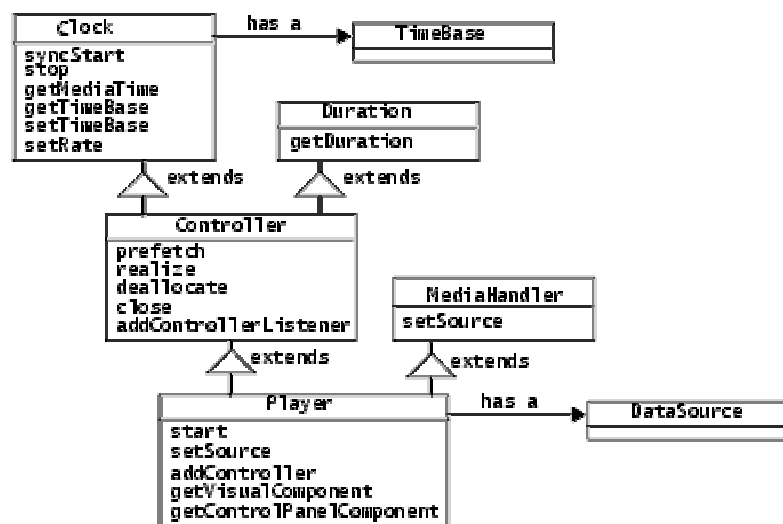 Clock
has a
TimeBase
syncStart
stop
getMediaTime
getTimeBase
setTimeBase
setRate
Duration
getDuration
extends
extends
Controller
prefetch
realize
deallocate
close
addControllerListener
MediaHandler
setSource
extends
extends
Player
has a
DataSource
start
setSource
addController
getVisualComponent
getControlPanelComponent